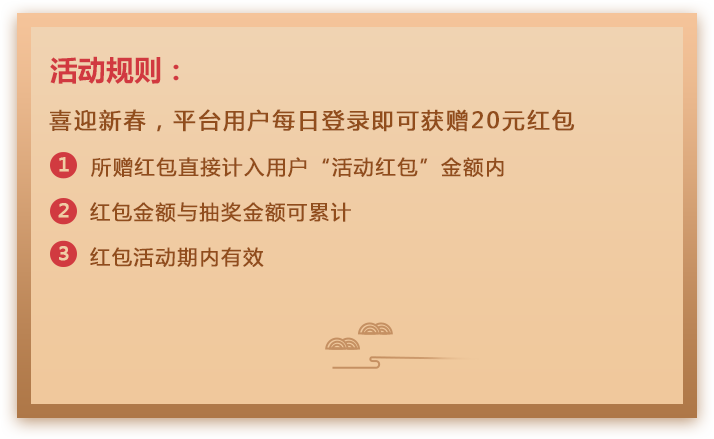 活动规则：
喜迎新春，平台用户每日登录即可获赠20元红包
1 所赠红包直接计入用户“活动红包”金额内
2 红包金额与抽奖金额可累计
3 红包活动期内有效